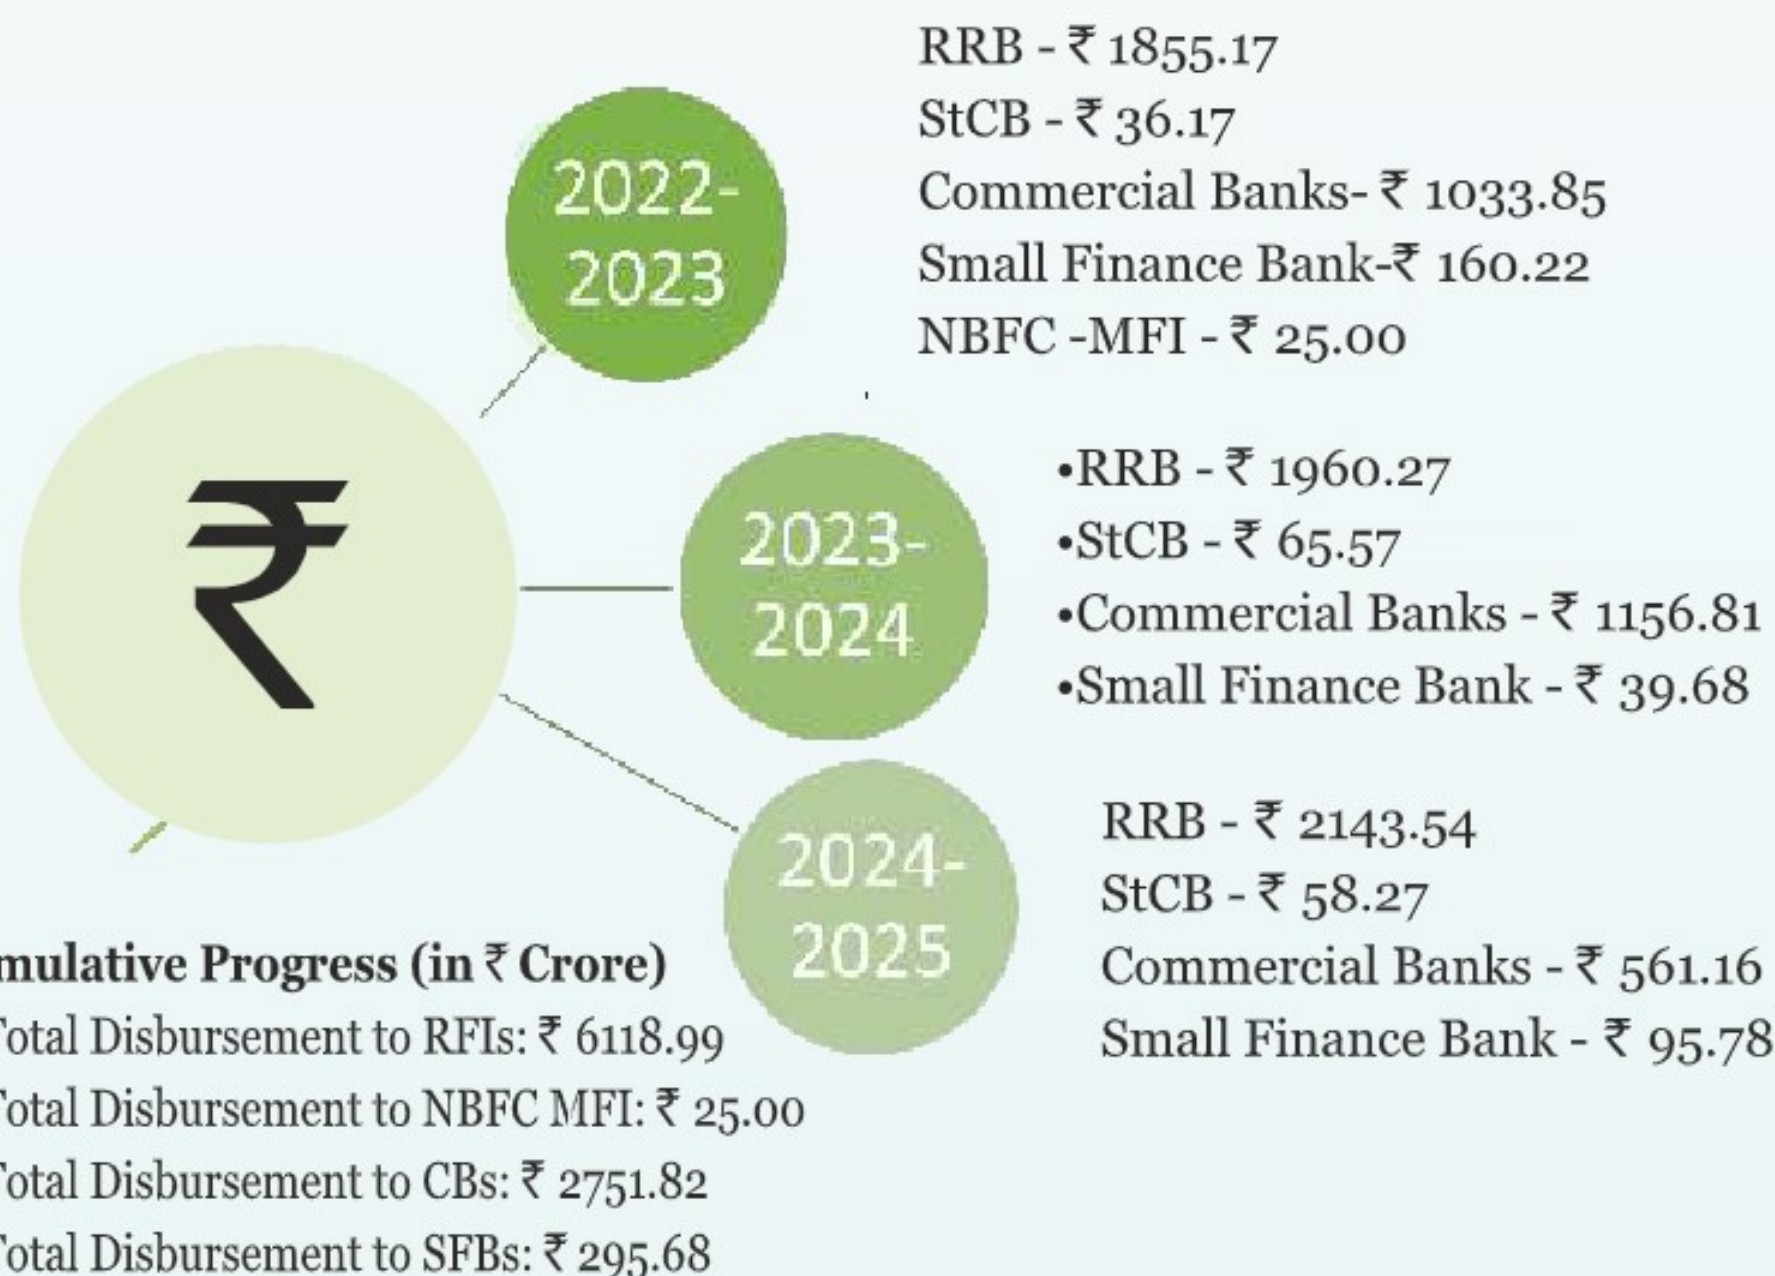 RRB - ₹ 1855.17
StCB - ₹ 36.17
Commercial Banks- ₹ 1033.85
Small Finance Bank-₹ 160.22
NBFC -MFI - ₹ 25.00
2022-
2023
•RRB - ₹ 1960.27
•StCB - ₹ 65.57
•Commercial Banks - ₹ 1156.81
•Small Finance Bank - ₹ 39.68
2023-
2024
₹
RRB - ₹ 2143.54
StCB - ₹ 58.27
Commercial Banks - ₹ 561.16
Small Finance Bank - ₹ 95.78
2024-
2025
mulative Progress (in ₹ Crore)
Total Disbursement to RFIs: ₹ 6118.99
Total Disbursement to NBFC MFI: ₹ 25.00
Total Disbursement to CBs: ₹ 2751.82
Total Disbursement to SFBs: ₹ 295.68